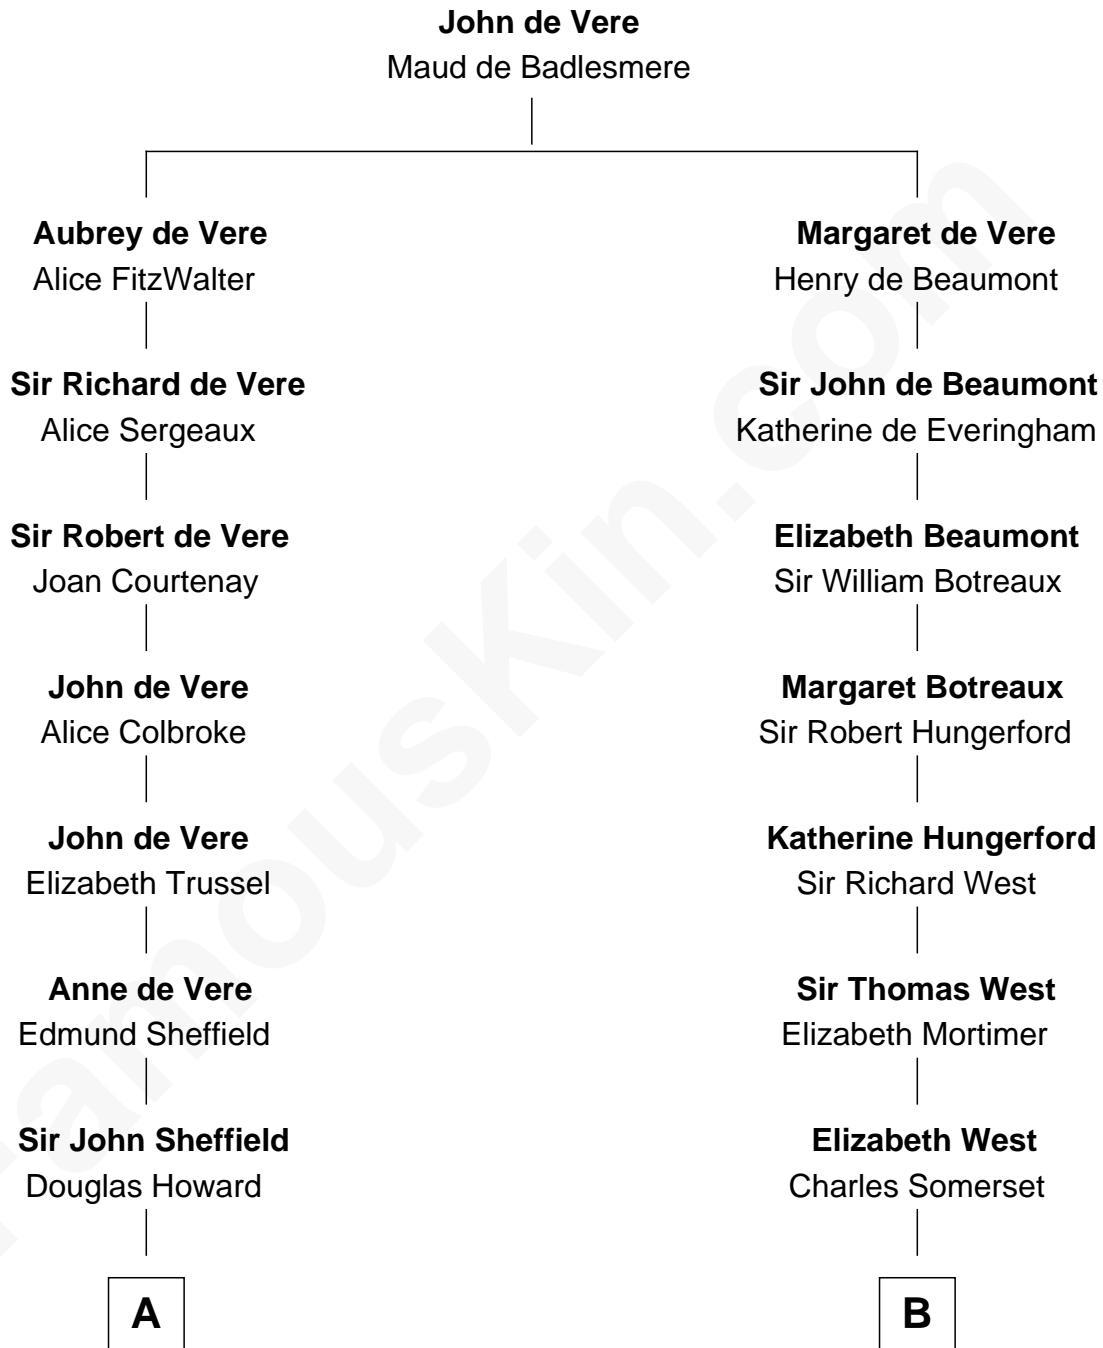 John de Vere
Maud de Badlesmere
Aubrey de Vere
Alice FitzWalter
Margaret de Vere
Henry de Beaumont
Sir Richard de Vere
Alice Sergeaux
Sir John de Beaumont
Katherine de Everingham
Sir Robert de Vere
Joan Courtenay
Elizabeth Beaumont
Sir William Botreaux
John de Vere
Alice Colbroke
Margaret Botreaux
Sir Robert Hungerford
John de Vere
Elizabeth Trussel
Katherine Hungerford
Sir Richard West
Anne de Vere
Edmund Sheffield
Sir Thomas West
Elizabeth Mortimer
Sir John Sheffield
Douglas Howard
Elizabeth West
Charles Somerset
A
B
FamousKin.com